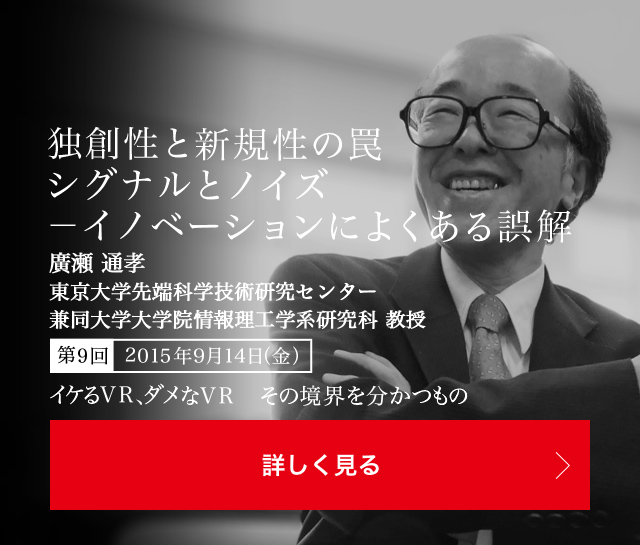 独創性と新規性の罠
シグナルとノイズ
－イノベーションによくある誤解
廣瀬 通孝
東京大学先端科学技術研究センター
兼同大学大学院情報理工学系研究科 教授
第9回 2015年9月14日(金)
イケるVR、ダメなVR　その境界を分かつもの
詳しく見る